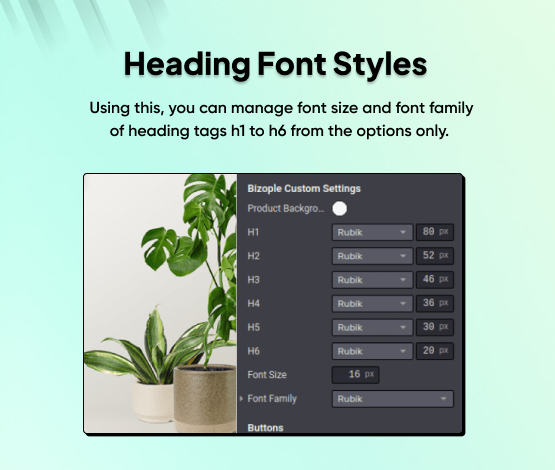 Heading Font Styles
Using this, you can manage font size and font family
of heading tags h1 to h6 from the options only.
Bizople Custom Settings
Product Backgro...
H1 Rubik 80 px
H2 Rubik 52 px
H3 Rubik 46 px
H4 Rubik 36 px
H5 Rubik 30 px
H6 Rubik 20 px
Font Size 16 px
Font Family Rubik
Buttons